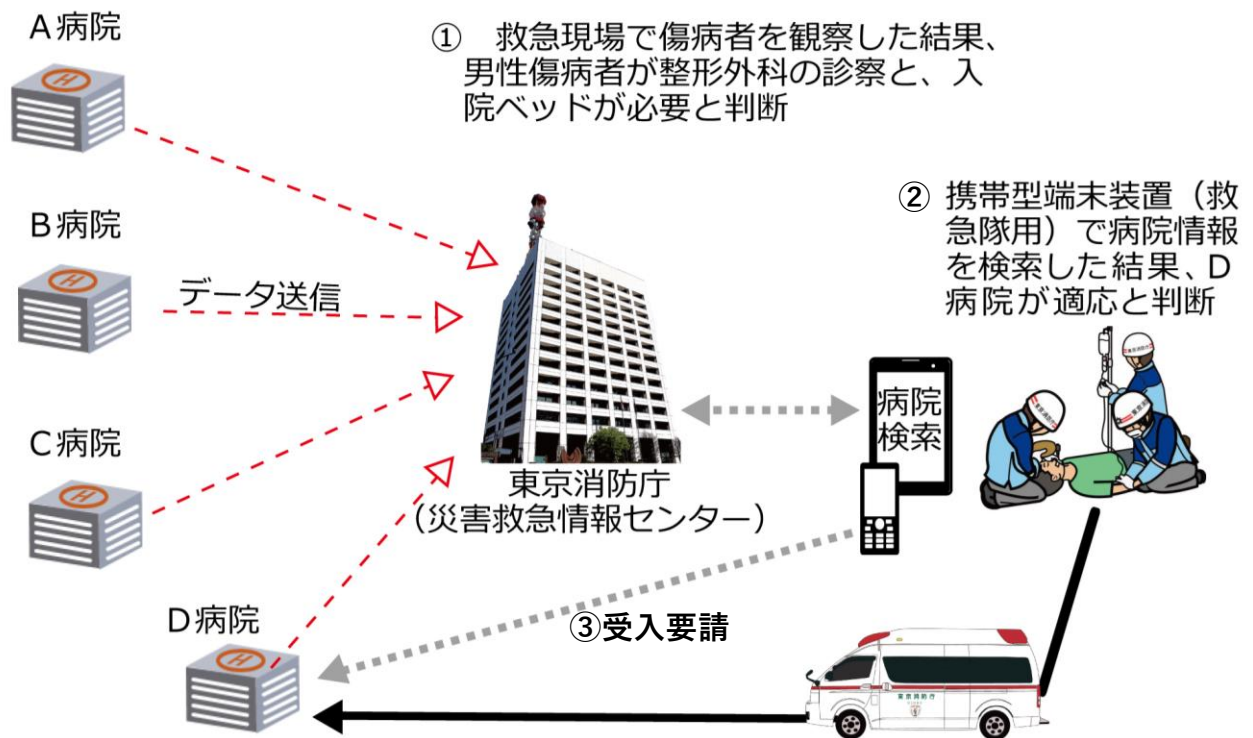 A病院
① 救急現場で傷病者を観察した結果、
男性傷病者が整形外科の診察と、入
院ベッドが必要と判断
B病院
データ送信
② 携帯型端末装置（救
急隊用）で病院情報
を検索した結果、D
病院が適応と判断
C病院
病院
検索
東京消防庁
（災害救急情報センター）
D病院
③受入要請
東京消防庁